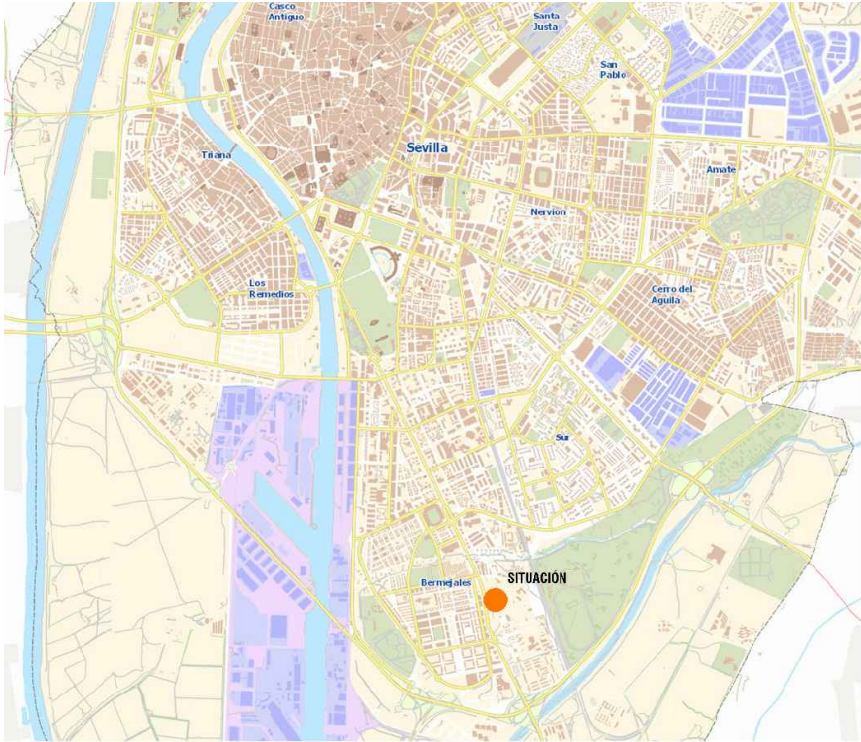 Casco
Antiguo
Santa
Justa
San
Pablo
Sevilla
Triana
Amate
Nervion
Los
Remedios
Cerro del
Aguila
Sur
SITUACIÓN
Bermejales